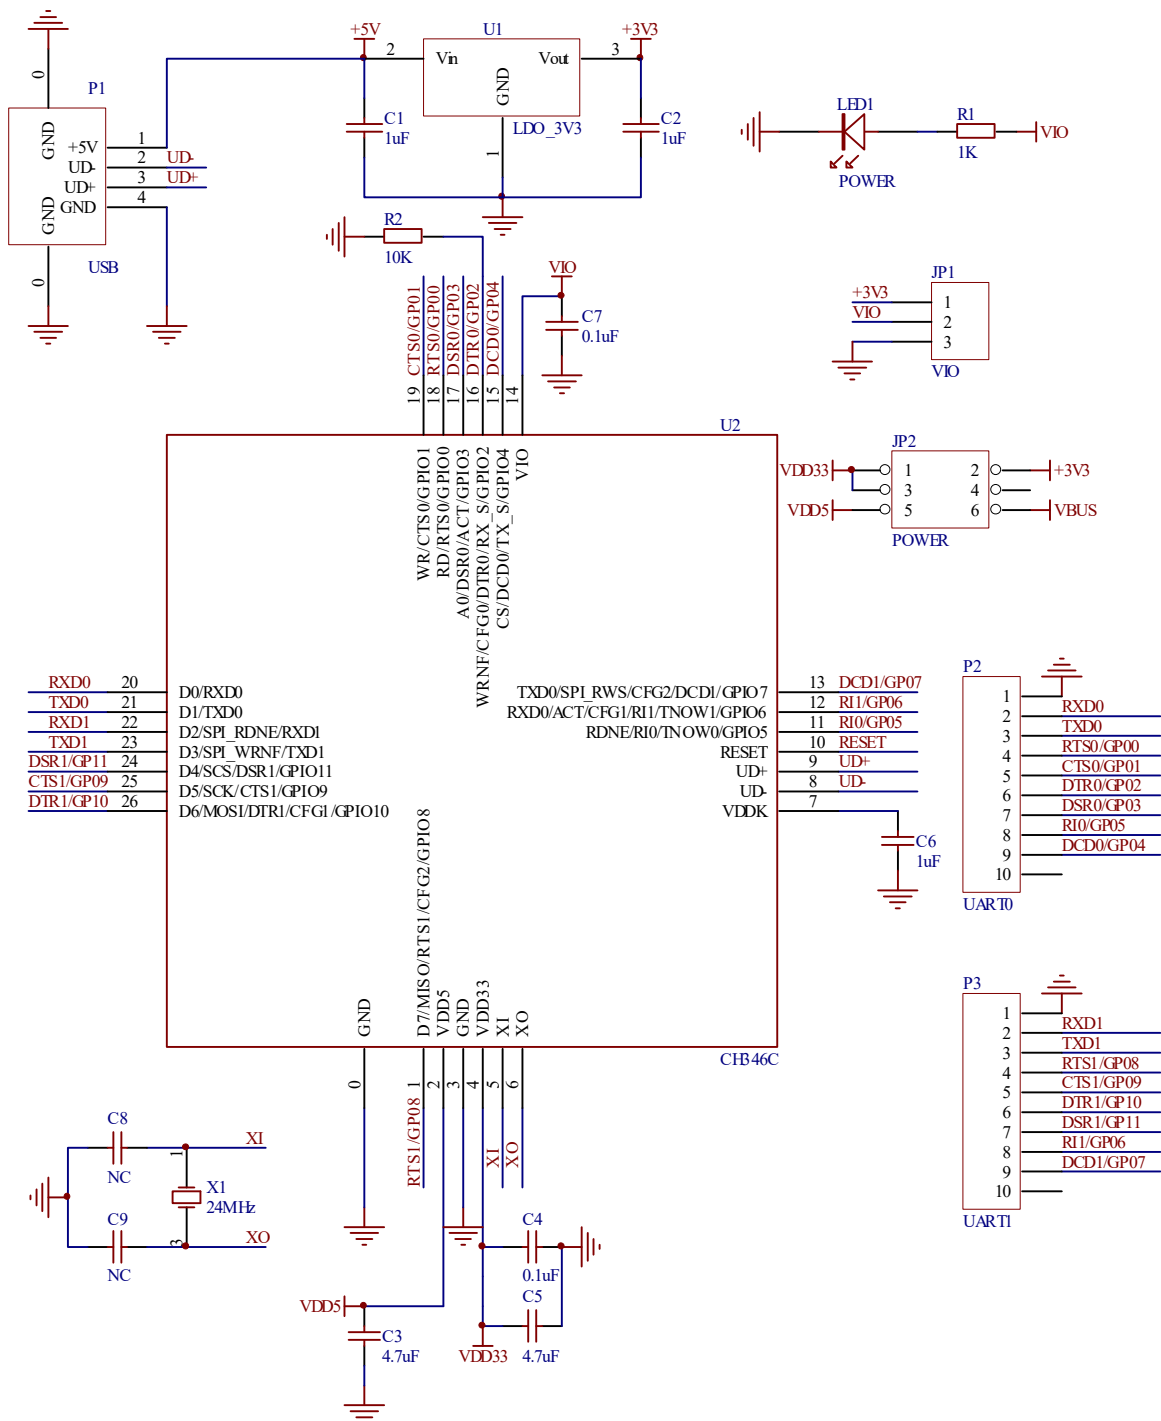 +5V
U1
+3V3
2
Vin
Vout
3
GND
1
LDO_3V3
C1
1uF
C2
1uF
0
P1
GND
+5V
UD-
UD+
GND
GND
1
2
3
4
UD-
UD+
0
USB
LED1
POWER
R1
1K
VIO
R2
10K
VIO
C7
0.1uF
CTS0/GP01
RTS0/GP00
DSR0/GP03
DTR0/GP02
DCD0/GP04
19
18
17
16
15
14
JP1
+3V3
VIO
1
2
3
VIO
U2
WR/CTS0/GPIO1
RD/RTS0/GPIO0
A0/DSR0/ACT/GPIO3
WRNF/CFG0/DTR0/RX_S/GPIO2
CS/DCD0/TX_S/GPIO4
VIO
JP2
VDD33
1
2
+3V3
3
4
VDD5
5
6
VBUS
POWER
RXD0 20 D0/RXD0
TXD0 21 D1/TXD0
RXD1 22 D2/SPI_RDNE/RXD1
TXD1 23 D3/SPI_WRNF/TXD1
DSR1/GP11 24 D4/SCS/DSR1/GPIO11
CTS1/GP09 25 D5/SCK/CTS1/GPIO9
DTR1/GP10 26 D6/MOSI/DTR1/CFG1/GPIO10
TXD0/SPI_RWS/CFG2/DCD1/GPIO7 13 DCD1/GP07
RXD0/ACT/CFG1/RI1/TNOW1/GPIO6 12 RI1/GP06
RDNE/RI0/TNOW0/GPIO5 11 RI0/GP05
RESET 10 RESET
UD+ 9 UD+
UD- 8 UD-
VDDK 7
C6
1uF
P2
1
2 RXD0
3 TXD0
4 RTS0/GP00
5 CTS0/GP01
6 DTR0/GP02
7 DSR0/GP03
8 RI0/GP05
9 DCD0/GP04
10
UART0
GND
D7/MISO/RTS1/CFG2/GPIO8
VDD5
GND
VDD33
XI
XO
CH346C
0
1
2
3
4
5
6
RTS1/GP08
XI
XO
P3
1
2 RXD1
3 TXD1
4 RTS1/GP08
5 CTS1/GP09
6 DTR1/GP10
7 DSR1/GP11
8 RI1/GP06
9 DCD1/GP07
10
UART1
C8
NC
XI
1
X1
24MHz
C9
NC
3
XO
C4
0.1uF
C5
4.7uF
VDD5
C3
4.7uF
VDD33